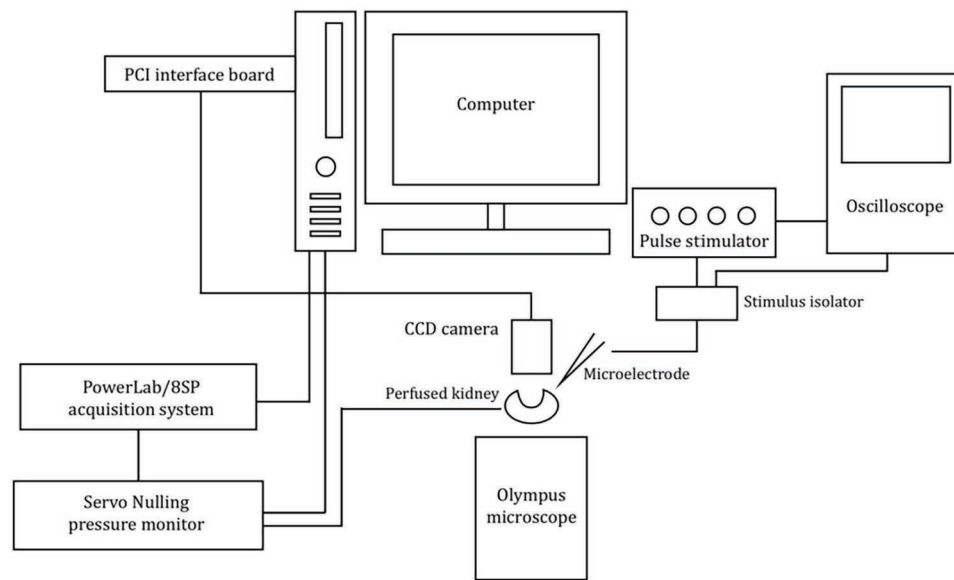 PCI interface board
Computer
Oscilloscope
Pulse stimulator
Stimulus isolator
CCD camera
Microelectrode
Perfused kidney
PowerLab/8SP
acquisition system
Servo Nulling
pressure monitor
Olympus
microscope